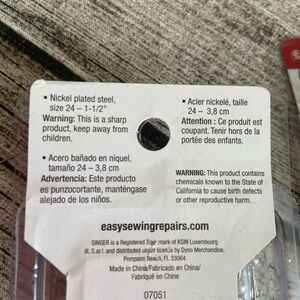 • Nickel plated steel,
size 24 – 1-1/2"
Warning: This is a sharp
product, keep away from
children.
• Acero bañado en níquel,
tamaño 24 – 3,8 cm
Advertencia: Este producto
es punzocortante, manténgase
alejado de los niños.
• Acier nickelé, taille
24 – 3,8 cm
Attention : Ce produit est
coupant. Tenir hors de la
portée des enfants.
WARNING: This product contains
chemicals known to the State of
California to cause birth defects
or other reproductive harm.
easysewingrepairs.com
SINGER is a Registered Trademark of KSIN Luxembourg
III, S.ar.l. and distributed under licence by Dyno Merchandise,
Pompano Beach, FL 33064.
Made in China/Fabricado en China/
Fabriqué en Chine
07051